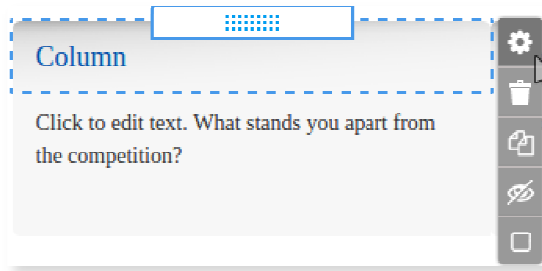 Column
Click to edit text. What stands you apart from
the competition?